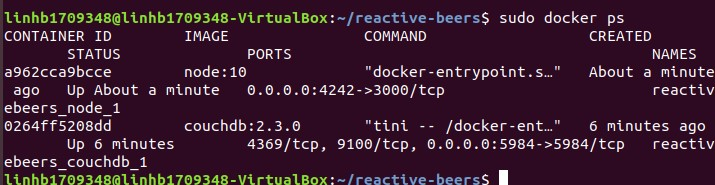 linhb1709348@linhb1709348-VirtualBox:~/reactive-beers$ sudo docker ps
CONTAINER ID        IMAGE               COMMAND                  CREATED
        STATUS              PORTS                                          NAMES
a962cca9bcce        node:10             "docker-entrypoint.s…"   About a minute
 ago   Up About a minute   0.0.0.0:4242->3000/tcp                         reactiv
ebeers_node_1
0264ff5208dd        couchdb:2.3.0       "tini -- /docker-ent…"   6 minutes ago
        Up 6 minutes        4369/tcp, 9100/tcp, 0.0.0.0:5984->5984/tcp   reactiv
ebeers_couchdb_1
linhb1709348@linhb1709348-VirtualBox:~/reactive-beers$